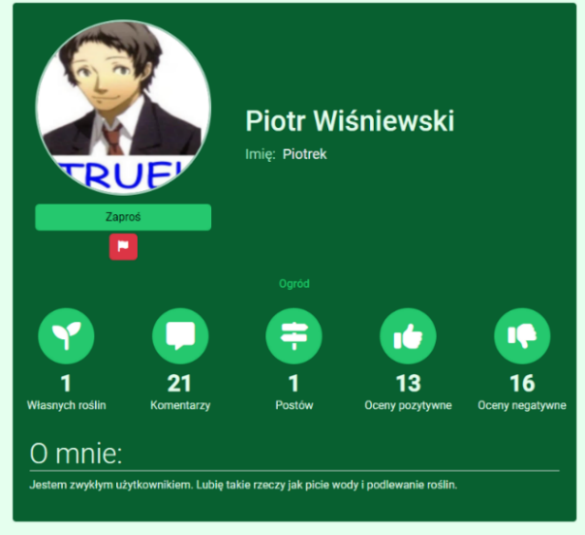 TRUE!
Piotr Wiśniewski
Imię: Piotrek
Zaproś
Ogród
1
Własnych roślin
21
Komentarzy
1
Postów
13
Oceny pozytywne
16
Oceny negatywne
O mnie:
Jestem zwykłym użytkownikiem. Lubię takie rzeczy jak picie wody i podlewanie roślin.